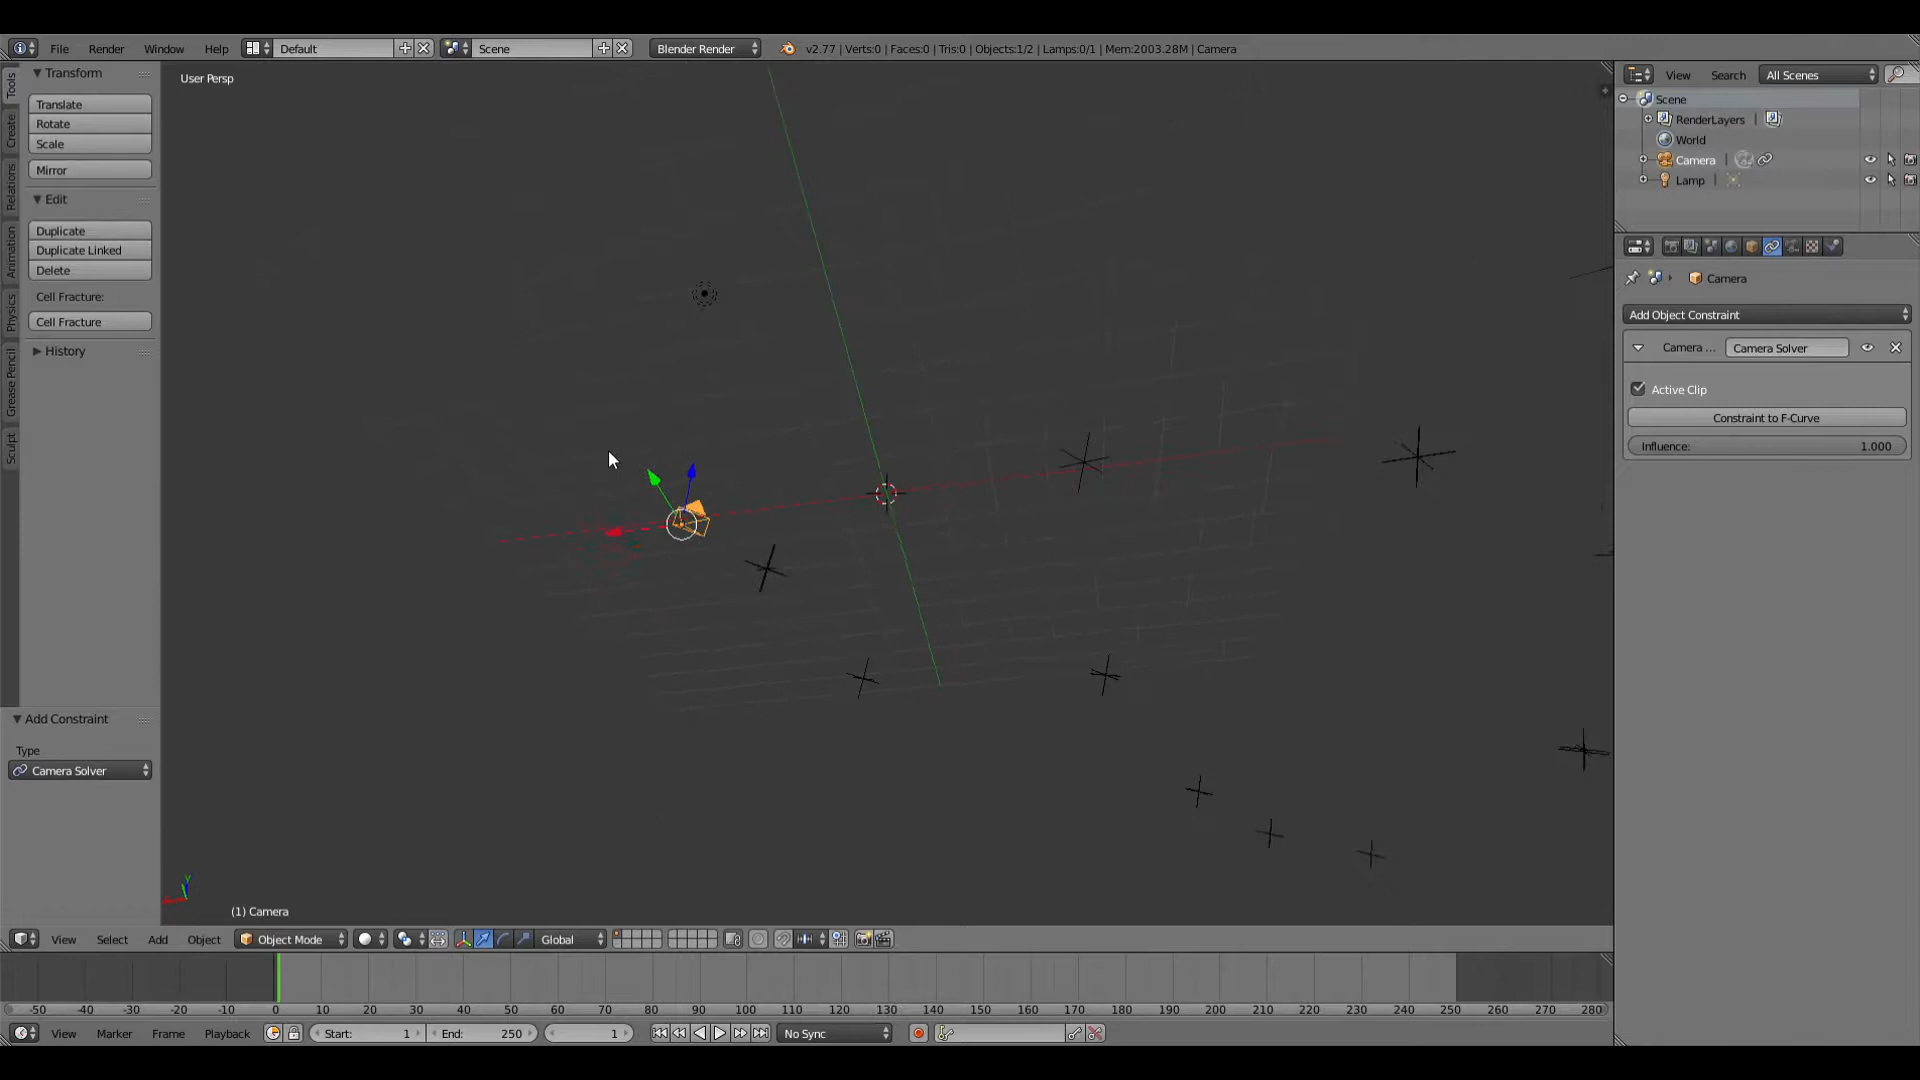 File Render Window Help Default Scene Blender Render v2.77 | Verts:0 | Faces:0 | Tris:0 | Objects:1/2 | Lamps:0/1 | Mem:2003.28M | Camera
Tools
Create
Relations
Animation
Physics
Grease Pencil
Sculpt
Transform
Translate
Rotate
Scale
Mirror
Edit
Duplicate
Duplicate Linked
Delete
Cell Fracture:
Cell Fracture
History
Add Constraint
Type
Camera Solver
User Persp
(1) Camera
View Search All Scenes
Scene
RenderLayers
World
Camera
Lamp
Camera
Add Object Constraint
Camera ... Camera Solver
Active Clip
Constraint to F-Curve
Influence: 1.000
View Select Add Object Object Mode Global
-50 -40 -30 -20 -10 0 10 20 30 40 50 60 70 80 90 100 110 120 130 140 150 160 170 180 190 200 210 220 230 240 250 260 270 280
View Marker Frame Playback Start: 1 End: 250 1 No Sync